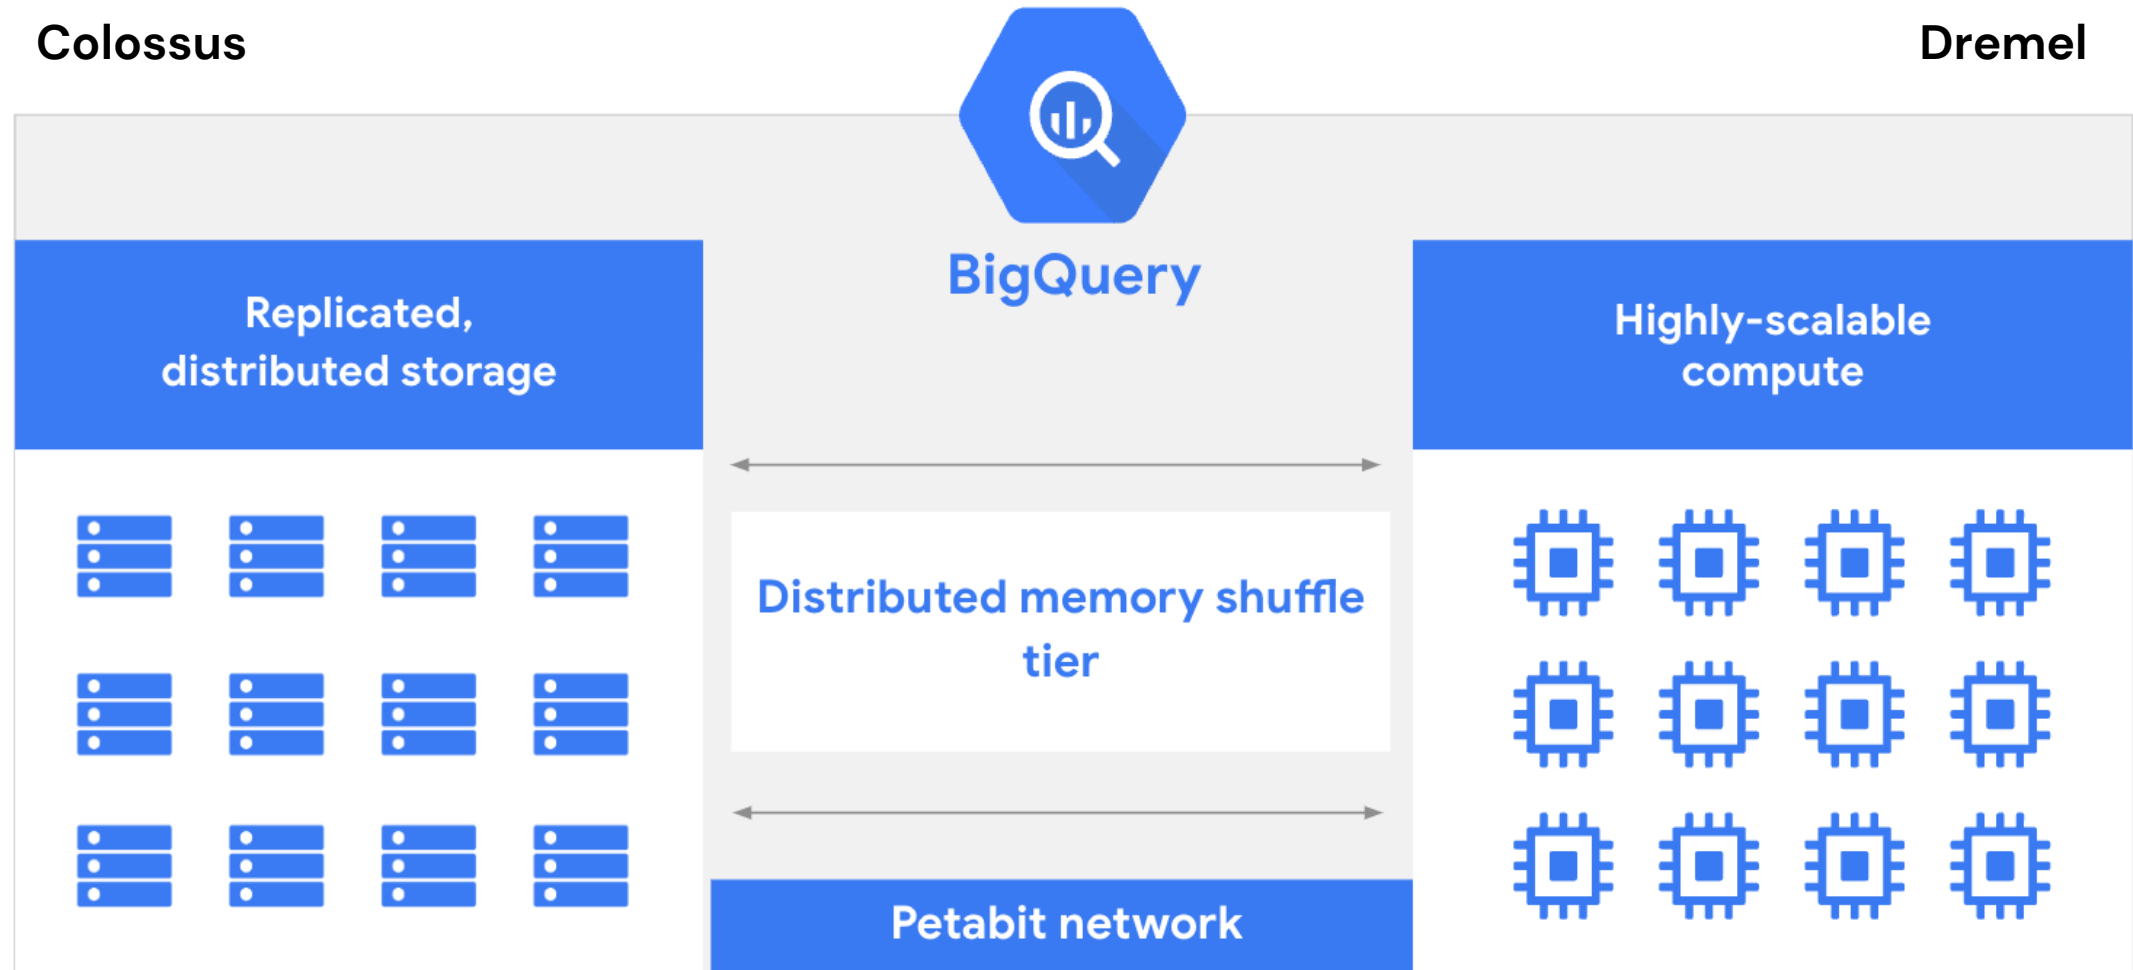 Colossus
Dremel
BigQuery
Replicated,
distributed storage
Highly-scalable
compute
Distributed memory shuffle
tier
Petabit network